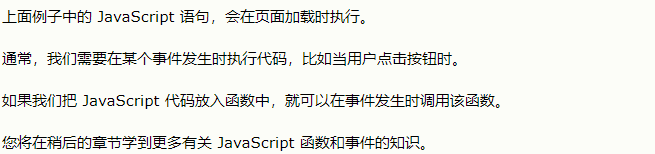 上面例子中的 JavaScript 语句，会在页面加载时执行。
通常，我们需要在某个事件发生时执行代码，比如当用户点击按钮时。
如果我们把 JavaScript 代码放入函数中，就可以在事件发生时调用该函数。
您将在稍后的章节学到更多有关 JavaScript 函数和事件的知识。